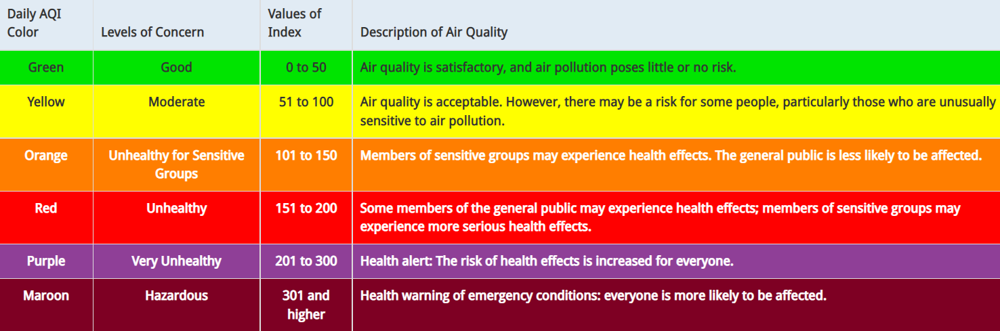 Daily AQI
Color
Levels of Concern
Values of
Index
Description of Air Quality
Green
Good
0 to 50
Air quality is satisfactory, and air pollution poses little or no risk.
Yellow
Moderate
51 to 100
Air quality is acceptable. However, there may be a risk for some people, particularly those who are unusually
sensitive to air pollution.
Orange
Unhealthy for Sensitive
Groups
101 to 150
Members of sensitive groups may experience health effects. The general public is less likely to be affected.
Red
Unhealthy
151 to 200
Some members of the general public may experience health effects; members of sensitive groups may
experience more serious health effects.
Purple
Very Unhealthy
201 to 300
Health alert: The risk of health effects is increased for everyone.
Maroon
Hazardous
301 and
higher
Health warning of emergency conditions: everyone is more likely to be affected.